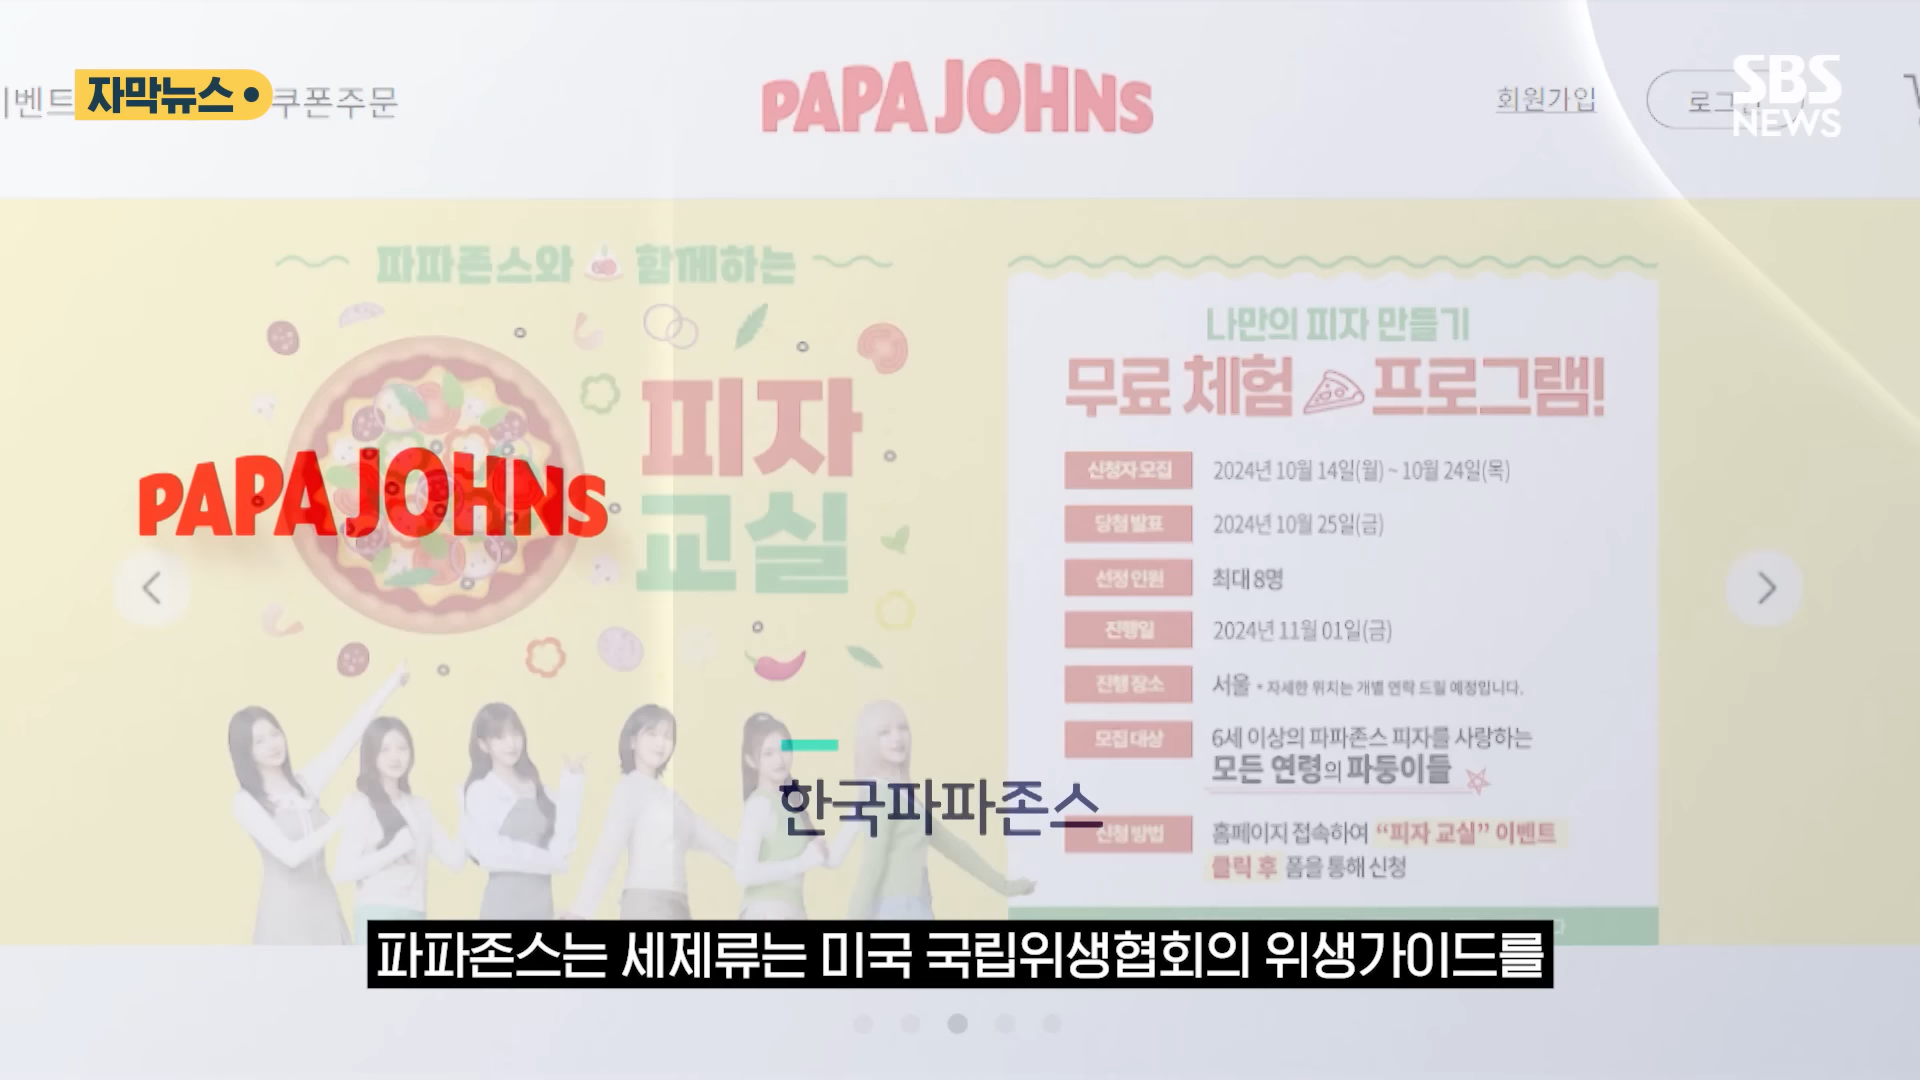 이벤트
자막뉴스
쿠폰주문
PAPA JOHNS
회원가입
SBS
NEWS
파파존스와 함께하는
피자
교실
PAPA JOHNS
나만의 피자 만들기
무료 체험 프로그램!
신청자 모집 2024년 10월 14일(월) ~ 10월 24일(목)
당첨 발표 2024년 10월 25일(금)
선정 인원 최대 8명
진행일 2024년 11월 01일(금)
진행 장소 서울 * 자세한 위치는 개별 연락 드릴 예정입니다.
모집 대상 6세 이상의 파파존스 피자를 사랑하는
모든 연령의 파둥이들
신청 방법 홈페이지 접속하여 “피자 교실” 이벤트
클릭 후 폼을 통해 신청
한국파파존스
파파존스는 세제류는 미국 국립위생협회의 위생가이드를